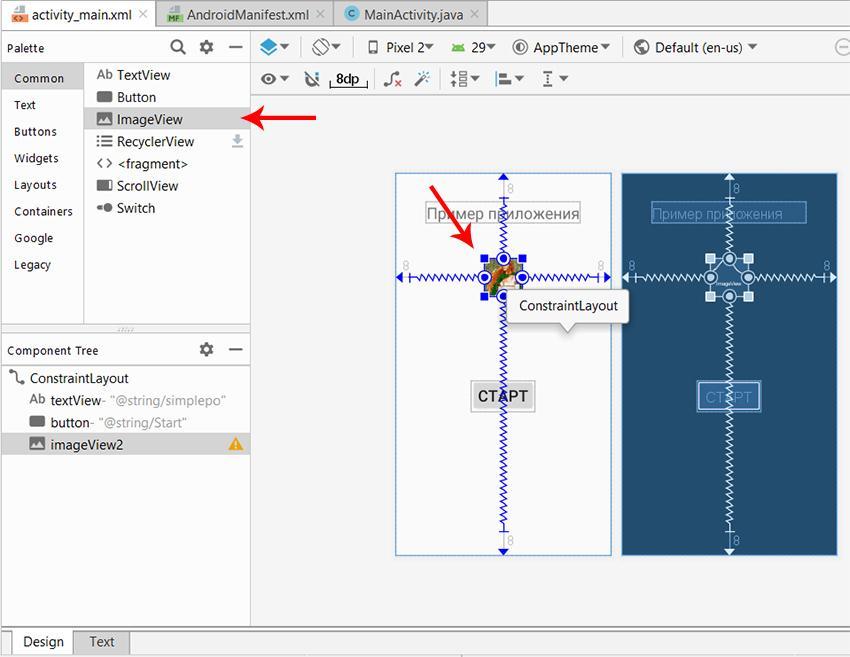 activity_main.xml AndroidManifest.xml MainActivity.java
MF C
Palette
Pixel 2 29 AppTheme Default (en-us)
8dp
Common
Text
Buttons
Widgets
Layouts
Containers
Google
Legacy
Ab TextView
Button
ImageView
RecyclerView
<fragment>
ScrollView
Switch
Component Tree
ConstraintLayout
Ab textView- "@string/simplepo"
button- "@string/Start"
imageView2
8
Пример приложения
8 8
ConstraintLayout
СТАРТ
8
8
Пример приложения
8 8
ImageView
СТАРТ
8
Design Text